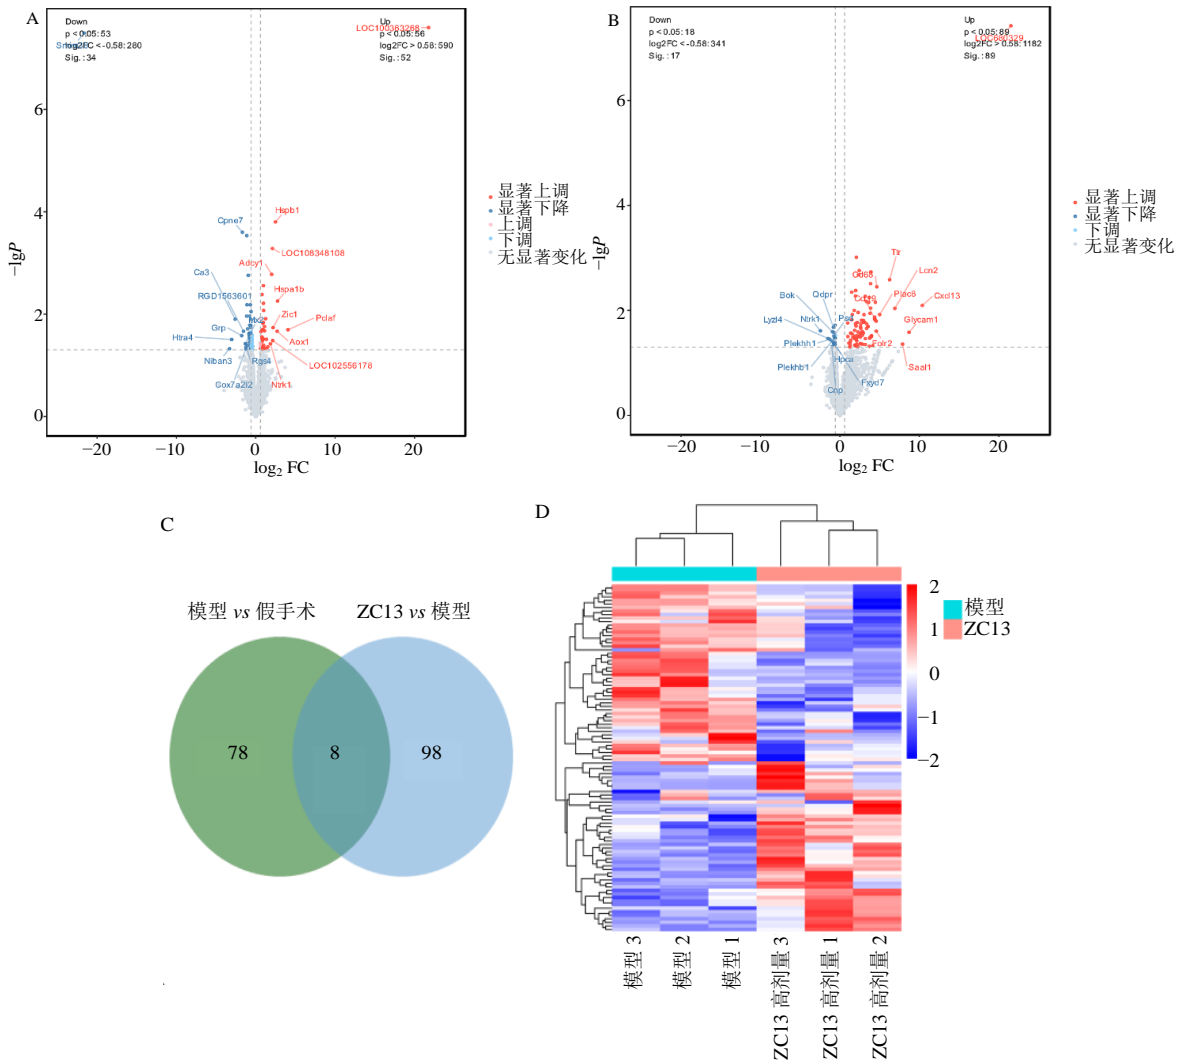 A
Down
p < 0.05: 53
log2FC < -0.58: 280
Sig.: 34
Up
p < 0.05: 56
log2FC > 0.58: 590
Sig.: 52
LOC100363268
Hspb1
Cpne7
LOC108348108
Adcy1
Ca3
Hspa1b
RGD1563601
Mx2
Zic1
Pclaf
Grp
Htra4
Aox1
Niban3
Rgs4
LOC102556178
Cox7a2l2
Ntrk1
−lgP
6
4
2
0
−20
−10
0
10
20
log₂ FC
显著上调
显著下降
上调
下调
无显著变化
B
Down
p < 0.05: 18
log2FC < -0.58: 341
Sig.: 17
Up
p < 0.05: 89
log2FC > 0.58: 1182
Sig.: 89
LOC680329
Ttr
Cd68
Lcn2
Bok
Qdpr
Plac8
Cxcl13
Lyzl4
Ntrk1
Glycam1
Plekhh1
Folr2
Plekhb1
Hpca
Saal1
Cnp
Fxyd7
−lgP
6
4
2
0
−20
−10
0
10
20
log₂ FC
显著上调
显著下降
下调
无显著变化
C
模型 vs 假手术
ZC13 vs 模型
78
8
98
D
2
1
0
−1
−2
模型
ZC13
模型 3
模型 2
模型 1
ZC13 高剂量 3
ZC13 高剂量 1
ZC13 高剂量 2